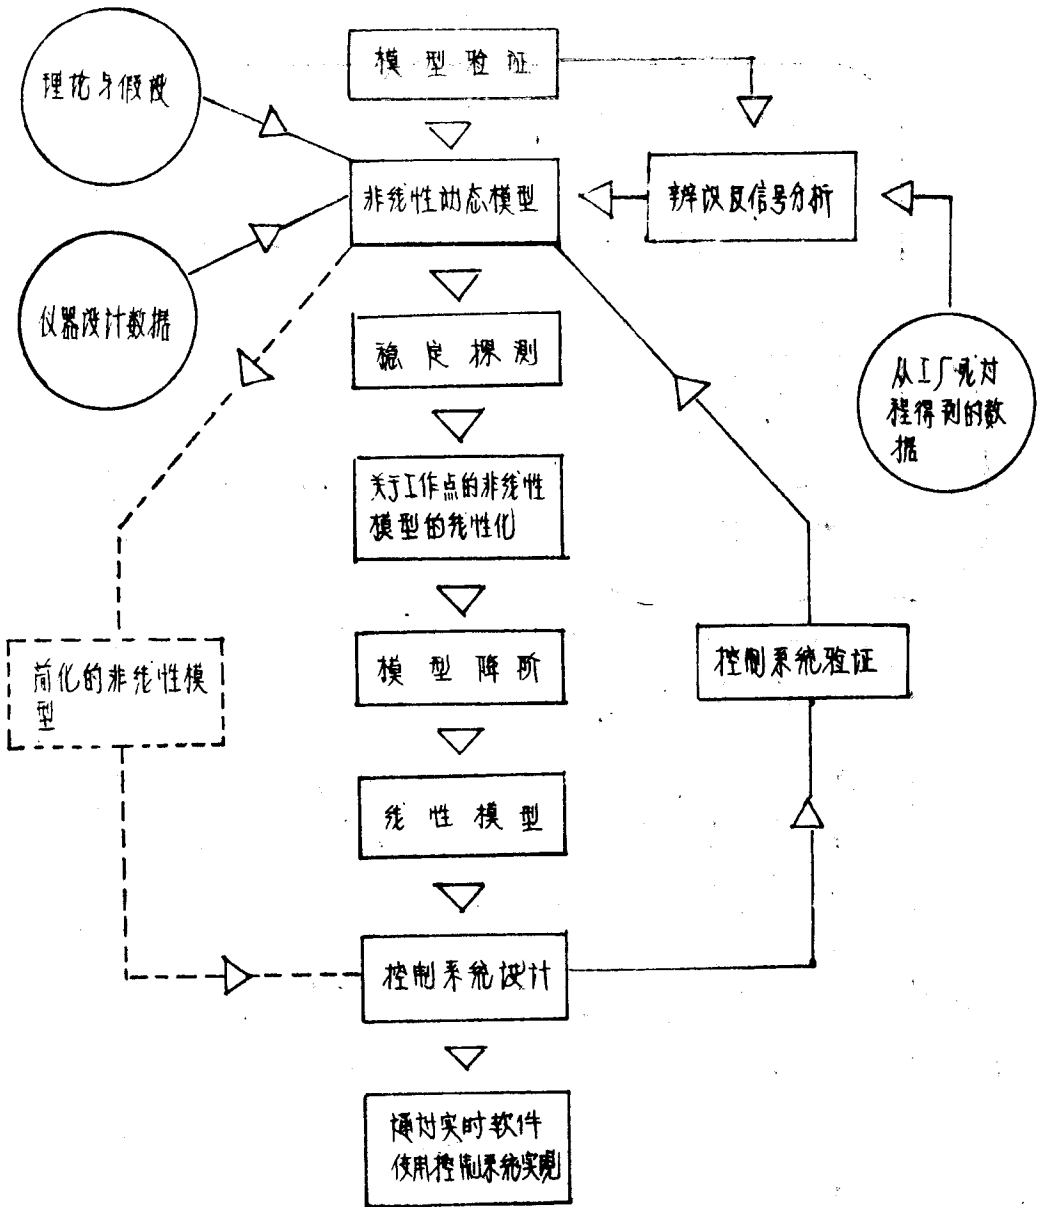 模型验证
理论与假设
非线性动态模型
辨识及信号分析
仪器设计数据
稳定探测
从工厂或过
程得到的数
据
关于工作点的非线性
模型的线性化
简化的非线性模
型
模型降阶
控制系统验证
线性模型
控制系统设计
通过实时软件
使用控制系统实现